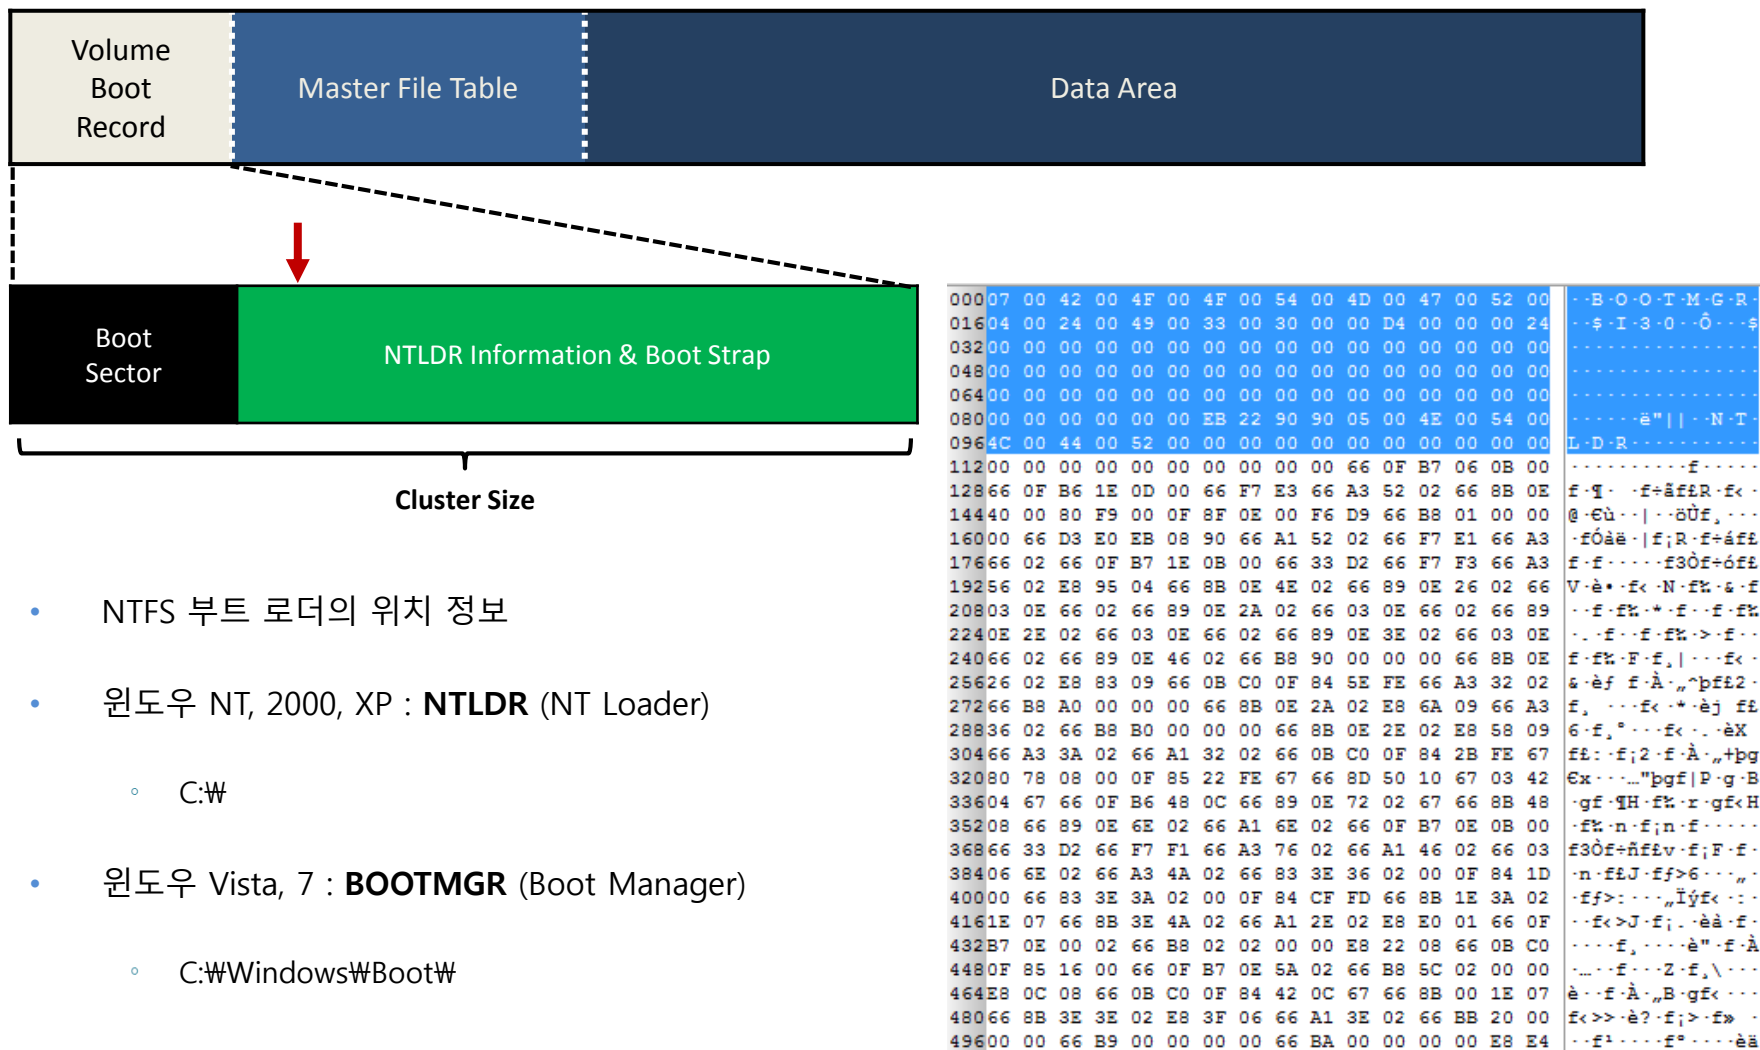 Volume
Boot
Record
Master File Table
Data Area
Boot
Sector
NTLDR Information & Boot Strap
Cluster Size
• NTFS 부트 로더의 위치 정보
• 윈도우 NT, 2000, XP : NTLDR (NT Loader)
◦ C:₩
• 윈도우 Vista, 7 : BOOTMGR (Boot Manager)
◦ C:₩Windows₩Boot₩
000 07 00 42 00 4F 00 4F 00 54 00 4D 00 47 00 52 00 ··B·O·O·T·M·G·R·
016 04 00 24 00 49 00 33 00 30 00 00 D4 00 00 00 24 ··$·I·3·0··Ô···$
032 00 00 00 00 00 00 00 00 00 00 00 00 00 00 00 00 ················
048 00 00 00 00 00 00 00 00 00 00 00 00 00 00 00 00 ················
064 00 00 00 00 00 00 00 00 00 00 00 00 00 00 00 00 ················
080 00 00 00 00 00 00 EB 22 90 90 05 00 4E 00 54 00 ······ë"||··N·T·
096 4C 00 44 00 52 00 00 00 00 00 00 00 00 00 00 00 L·D·R···········
112 00 00 00 00 00 00 00 00 00 00 66 0F B7 06 0B 00 ··········f·····
128 66 0F B6 1E 0D 00 66 F7 E3 66 A3 52 02 66 8B 0E f·¶· ·f÷ãf£R·f‹·
144 40 00 80 F9 00 0F 8F 0E 00 F6 D9 66 B8 01 00 00 @·€ù··|··öÙf¸···
160 00 66 D3 E0 EB 08 90 66 A1 52 02 66 F7 E1 66 A3 ·fÓàë·|f¡R·f÷áf£
176 66 02 66 0F B7 1E 0B 00 66 33 D2 66 F7 F3 66 A3 f·f·····f3Òf÷óf£
192 56 02 E8 95 04 66 8B 0E 4E 02 66 89 0E 26 02 66 V·è•·f‹·N·f‰·&·f
208 03 0E 66 02 66 89 0E 2A 02 66 03 0E 66 02 66 89 ··f·f‰·*·f··f·f‰
224 0E 2E 02 66 03 0E 66 02 66 89 0E 3E 02 66 03 0E ·.·f··f·f‰·>·f··
240 66 02 66 89 0E 46 02 66 B8 90 00 00 00 66 8B 0E f·f‰·F·f¸|···f‹·
256 26 02 E8 83 09 66 0B C0 0F 84 5E FE 66 A3 32 02 &·èƒ f·À·„^þf£2·
272 66 B8 A0 00 00 00 66 8B 0E 2A 02 E8 6A 09 66 A3 f¸ ···f‹·*·èj f£
288 36 02 66 B8 B0 00 00 00 66 8B 0E 2E 02 E8 58 09 6·f¸°···f‹·.·èX
304 66 A3 3A 02 66 A1 32 02 66 0B C0 0F 84 2B FE 67 f£:·f¡2·f·À·„+þg
320 80 78 08 00 0F 85 22 FE 67 66 8D 50 10 67 03 42 €x···…"þgf|P·g·B
336 04 67 66 0F B6 48 0C 66 89 0E 72 02 67 66 8B 48 ·gf·¶H·f‰·r·gf‹H
352 08 66 89 0E 6E 02 66 A1 6E 02 66 0F B7 0E 0B 00 ·f‰·n·f¡n·f·····
368 66 33 D2 66 F7 F1 66 A3 76 02 66 A1 46 02 66 03 f3Òf÷ñf£v·f¡F·f·
384 06 6E 02 66 A3 4A 02 66 83 3E 36 02 00 0F 84 1D ·n·f£J·fƒ>6···„·
400 00 66 83 3E 3A 02 00 0F 84 CF FD 66 8B 1E 3A 02 ·fƒ>:···„Ïýf‹·:·
416 1E 07 66 8B 3E 4A 02 66 A1 2E 02 E8 E0 01 66 0F ··f‹>J·f¡.·èà·f·
432 B7 0E 00 02 66 B8 02 02 00 00 E8 22 08 66 0B C0 ····f¸····è"·f·À
448 0F 85 16 00 66 0F B7 0E 5A 02 66 B8 5C 02 00 00 ·…··f···Z·f¸\···
464 E8 0C 08 66 0B C0 0F 84 42 0C 67 66 8B 00 1E 07 è··f·À·„B·gf‹···
480 66 8B 3E 3E 02 E8 3F 06 66 A1 3E 02 66 BB 20 00 f‹>>·è?·f¡>·f» ·
496 00 00 66 B9 00 00 00 00 66 BA 00 00 00 00 E8 E4 ··f¹····fº····èä